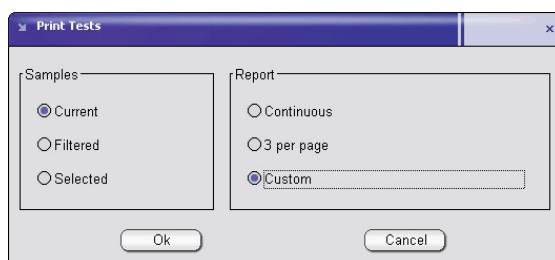 Print Tests
Samples
Current
Filtered
Selected
Report
Continuous
3 per page
Custom
Ok
Cancel